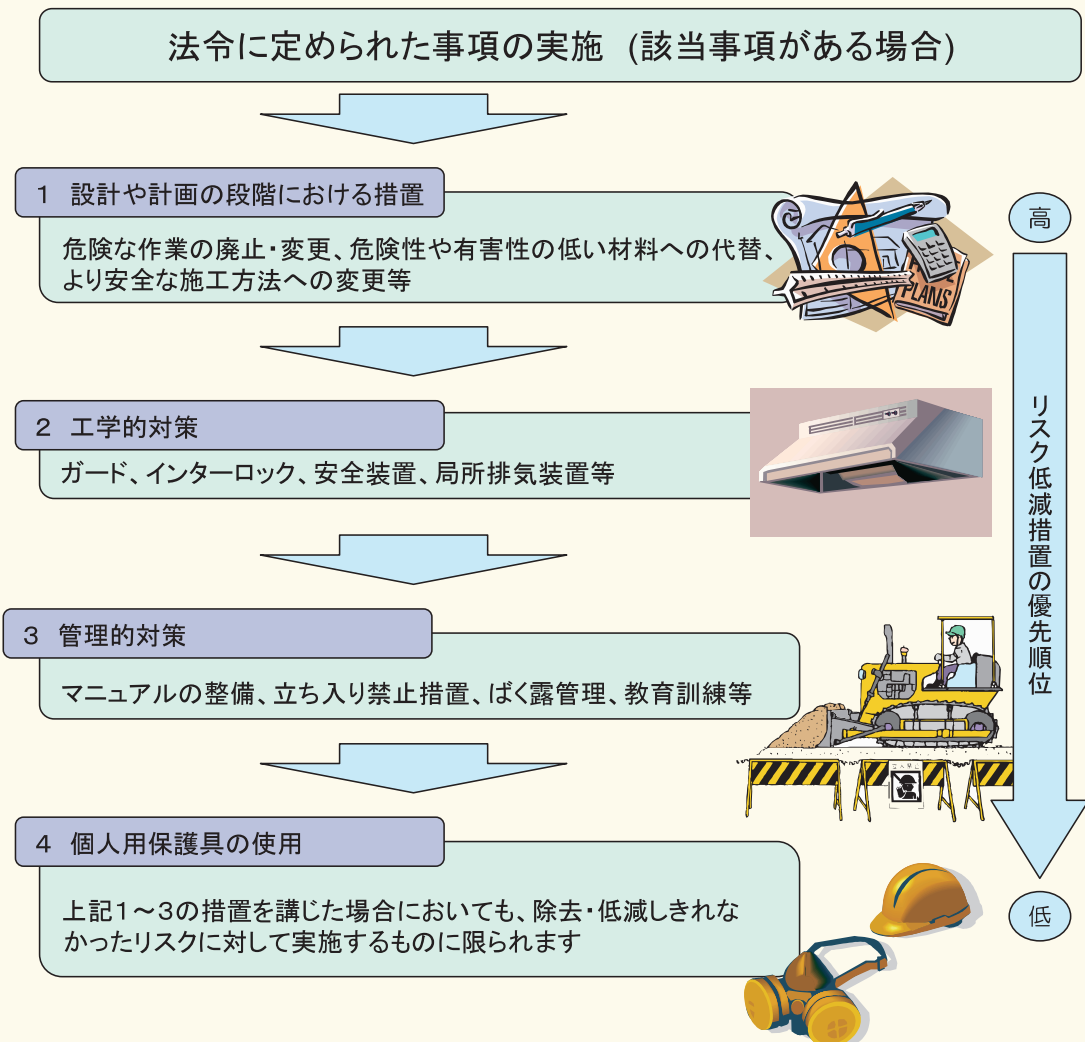 法令に定められた事項の実施 (該当事項がある場合)
1 設計や計画の段階における措置
危険な作業の廃止・変更、危険性や有害性の低い材料への代替、
より安全な施工方法への変更等
PLANS
高
2 工学的対策
ガード、インターロック、安全装置、局所排気装置等
リスク低減措置の優先順位
3 管理的対策
マニュアルの整備、立ち入り禁止措置、ばく露管理、教育訓練等
立入禁止
4 個人用保護具の使用
上記1～3の措置を講じた場合においても、除去・低減しきれな
かったリスクに対して実施するものに限られます
低